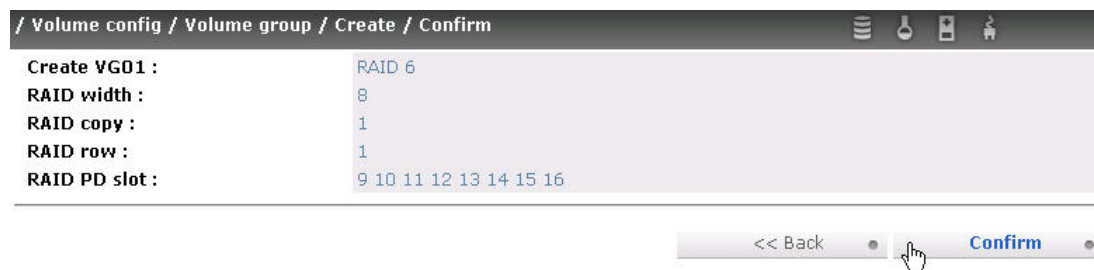 / Volume config / Volume group / Create / Confirm
Create VG01 : RAID 6
RAID width : 8
RAID copy : 1
RAID row : 1
RAID PD slot : 9 10 11 12 13 14 15 16
<< Back Confirm